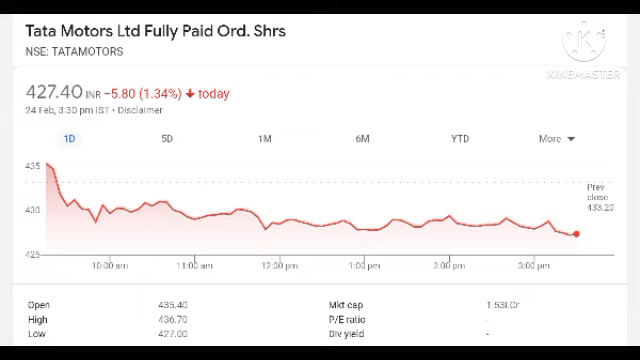 Tata Motors Ltd Fully Paid Ord. Shrs
NSE: TATAMOTORS
KINEMASTER
427.40 INR −5.80 (1.34%) today
24 Feb, 3:30 pm IST • Disclaimer
1D 5D 1M 6M YTD More
435
Prev
close
433.20
430
425
10:00 am 11:00 am 12:00 pm 1:00 pm 2:00 pm 3:00 pm
Open 435.40 Mkt cap 1.53LCr
High 436.70 P/E ratio -
Low 427.00 Div yield -